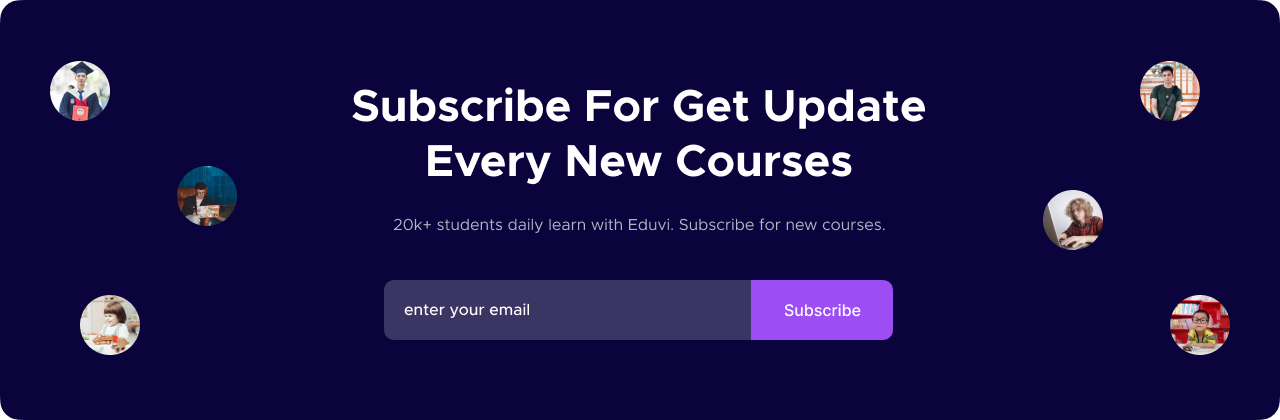 Subscribe For Get Update
Every New Courses
20k+ students daily learn with Eduvi. Subscribe for new courses.
enter your email
Subscribe